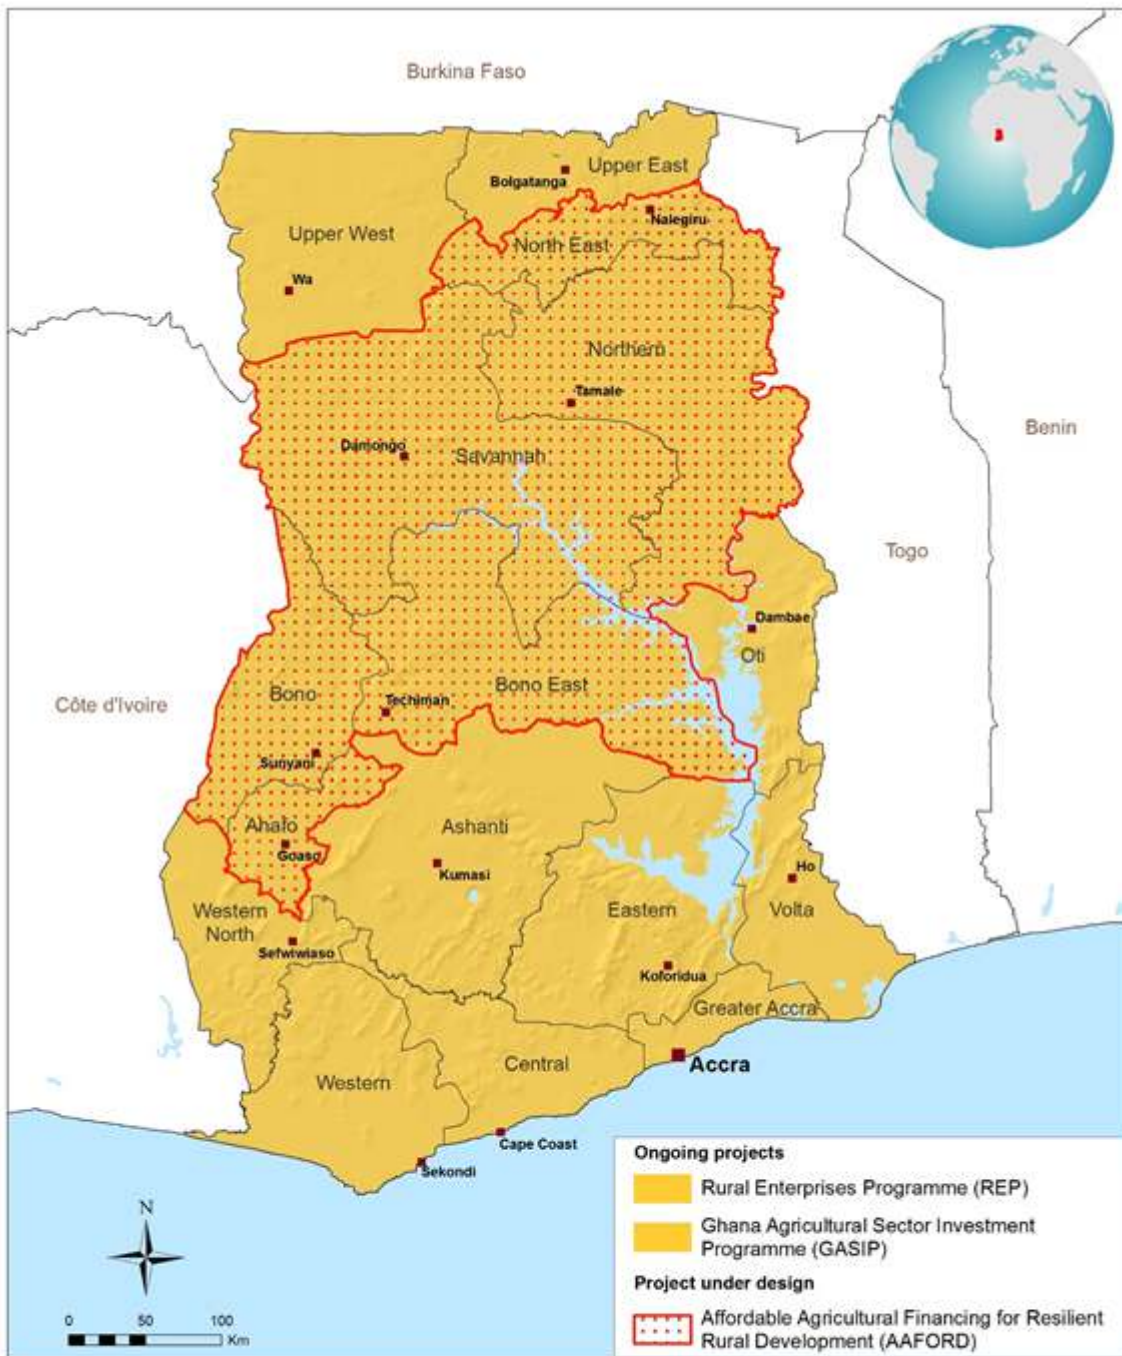 Burkina Faso
Upper East
Bolgatanga
Nalegiru
Upper West
North East
Wa
Northern
Tamale
Benin
Damongo
Savannah
Togo
Dambae
Oti
Bono
Bono East
Côte d'Ivoire
Techiman
Sunyani
Ahafo
Ashanti
Goaso
Kumasi
Ho
Western
North
Eastern
Volta
Sefwiwiaso
Koforidua
Greater Accra
Central
Accra
Western
Cape Coast
Sekondi
Ongoing projects
Rural Enterprises Programme (REP)
Ghana Agricultural Sector Investment
Programme (GASIP)
Project under design
Affordable Agricultural Financing for Resilient
Rural Development (AAFORD)
N
0 50 100
Km